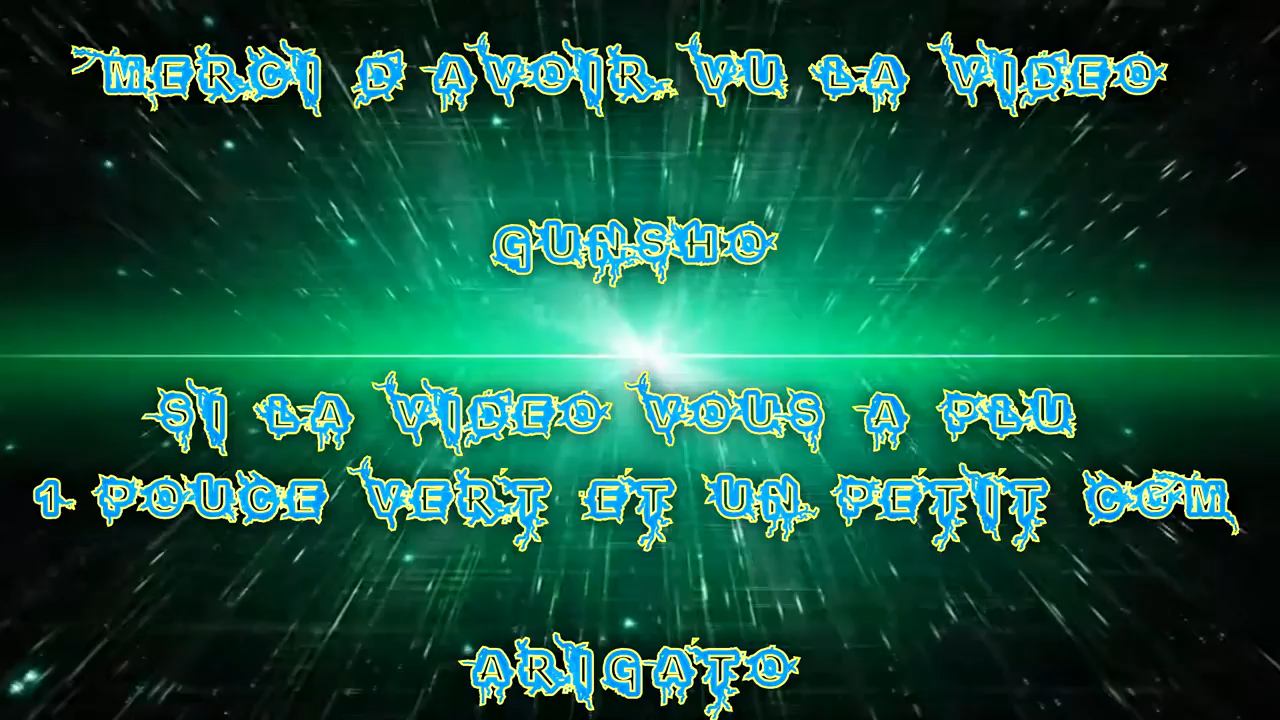 MERCI D AVOIR VU LA VIDEO
GUNSHO
SI LA VIDEO VOUS A PLU
1 POUCE VERT ET UN PETIT COM
ARIGATO